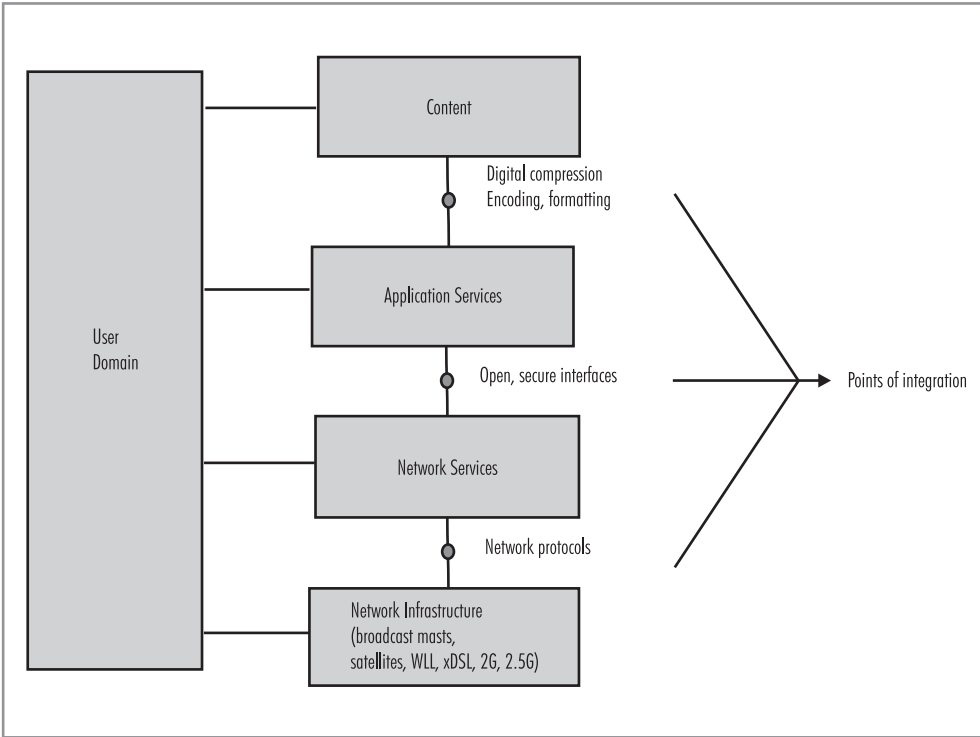 Content
Digital compression
Encoding, formatting
Application Services
User
Domain
Open, secure interfaces
Points of integration
Network Services
Network protocols
Network Infrastructure
(broadcast masts,
satellites, WLL, xDSL, 2G, 2.5G)